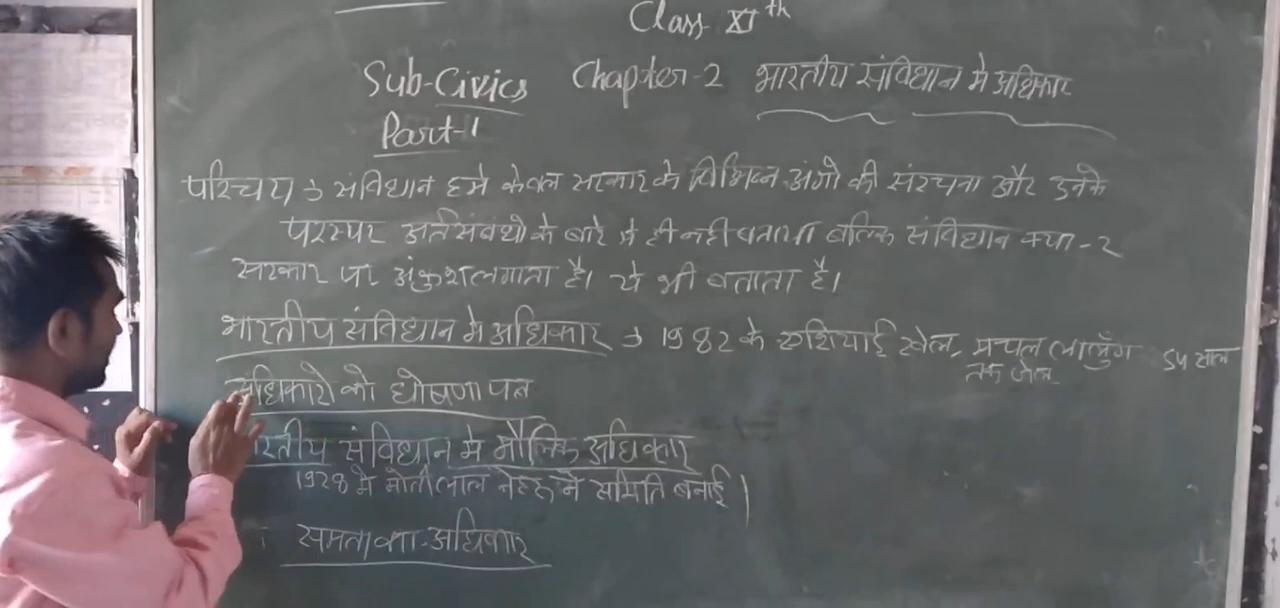 Class XIth
Sub-Civics Chapter-2 भारतीय संविधान मे अधिकार
Part-1
परिचय → संविधान हमे केवल सरकार के विभिन्न अंगो की संरचना और उनके
परस्पर अतंसंबंधो के बारे मे ही नही बताया बल्कि संविधान क्या-2
सरकार पर अंकुश लगाता है। ये भी बताता है।
भारतीय संविधान मे अधिकार → 1982 के एशियाई खेल, मचल लालुँग 54 साल
तक जेल
अधिकारो को घोषणा पत्र
रतीय संविधान मे मौलिक अधिकार
1928 मे मोतीलाल नेहरू ने समिति बनाई।
समता का-अधिकार